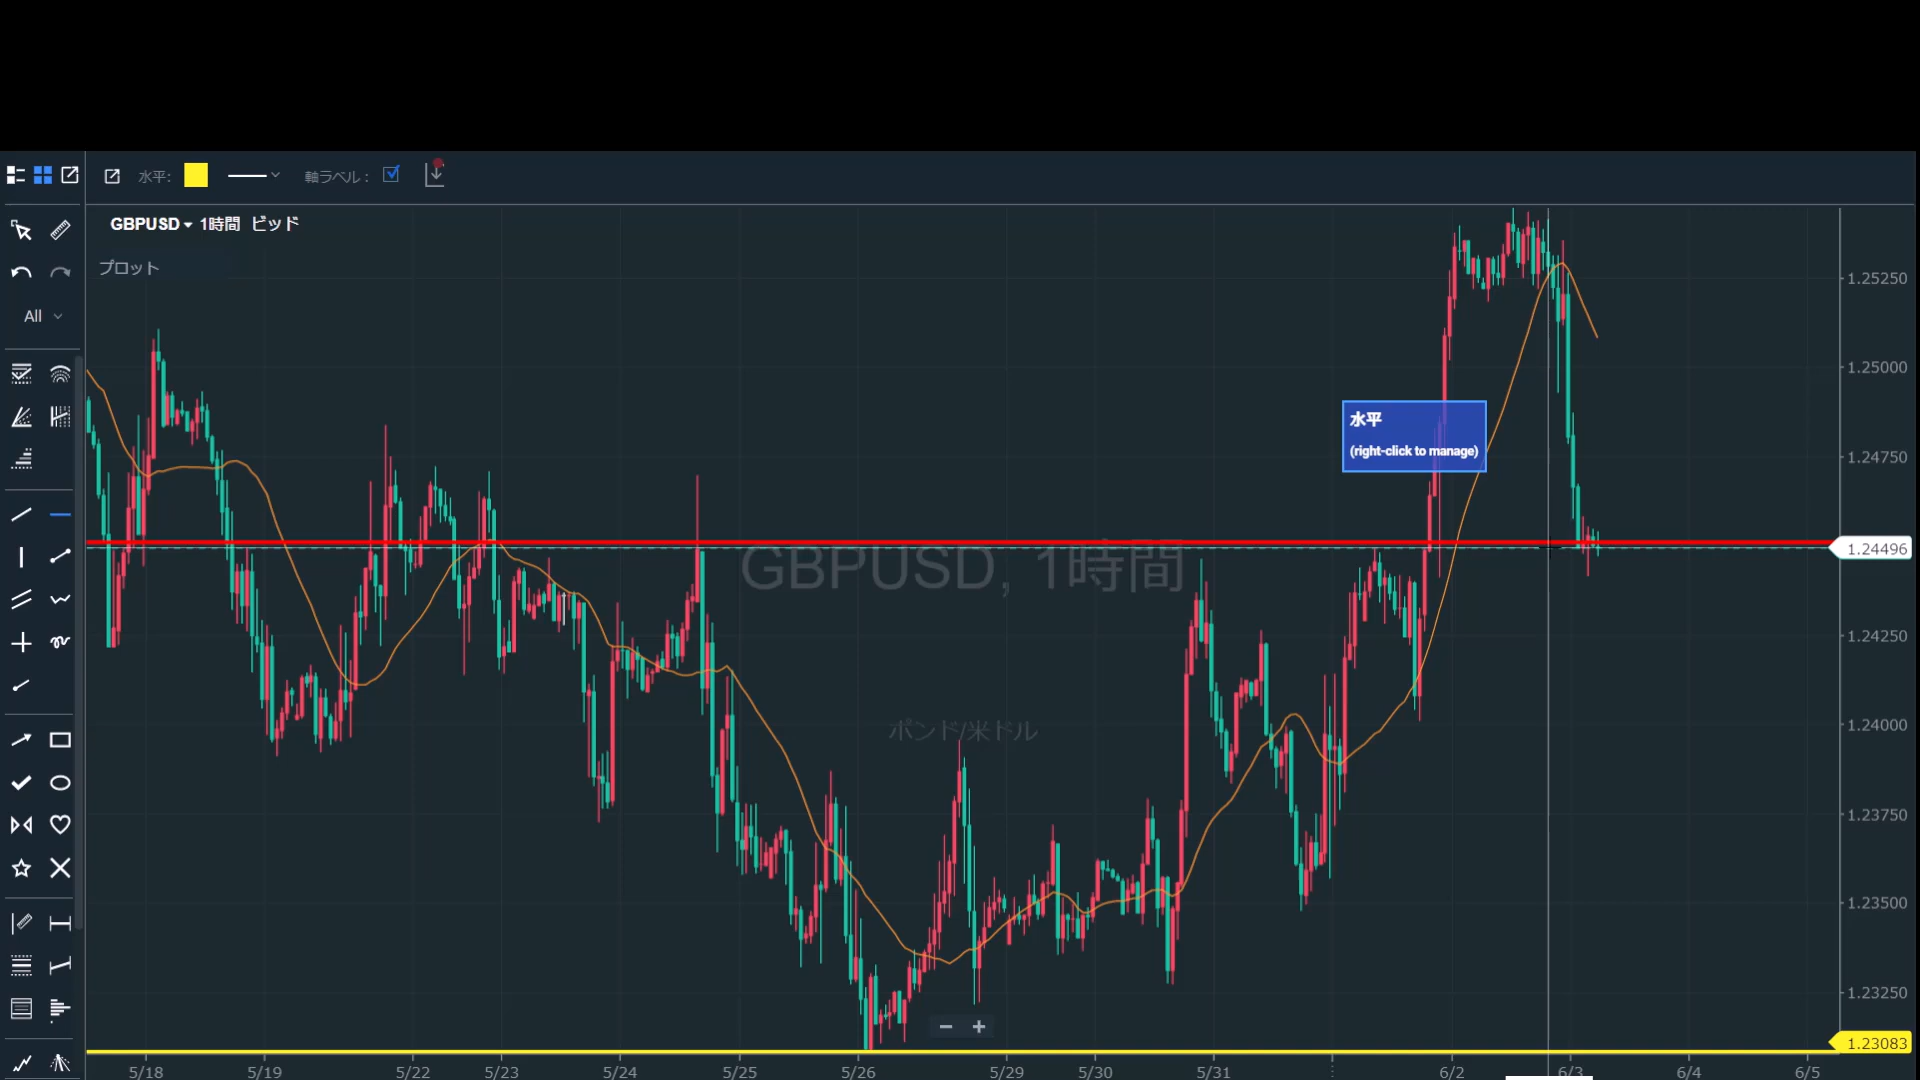 水平:
軸ラベル :
GBPUSD 1時間 ビッド
プロット
All
水平
(right-click to manage)
GBPUSD, 1時間
ポンド/米ドル
1.25250
1.25000
1.24750
1.24496
1.24250
1.24000
1.23750
1.23500
1.23250
1.23083
5/18 5/19 5/22 5/23 5/24 5/25 5/26 5/29 5/30 5/31 6/2 6/3 6/4 6/5